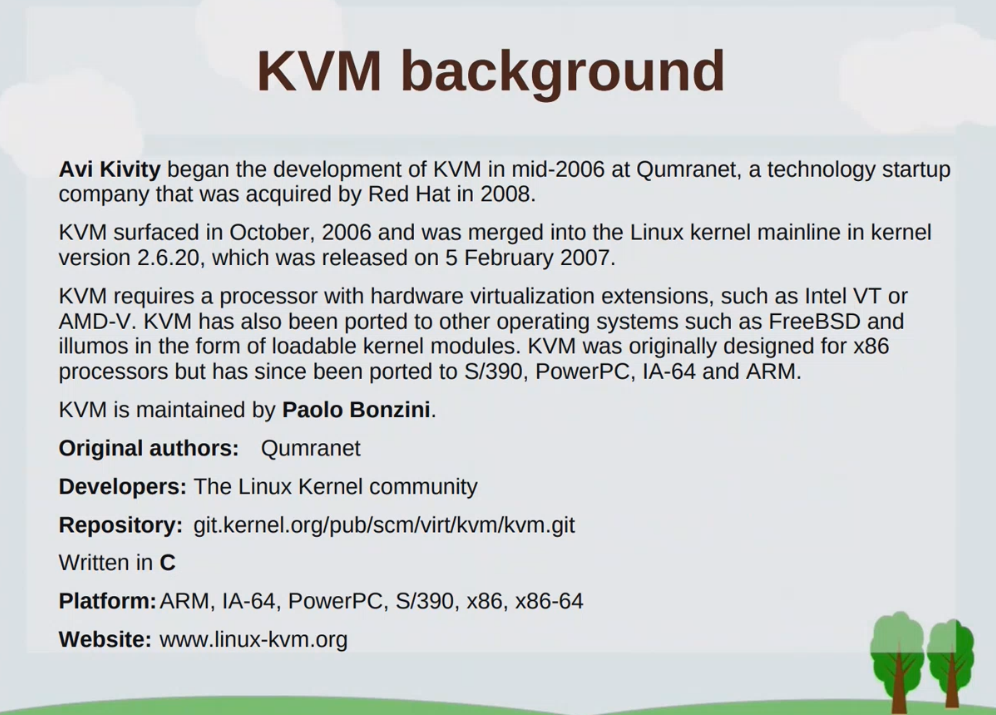 KVM background
Avi Kivity began the development of KVM in mid-2006 at Qumranet, a technology startup
company that was acquired by Red Hat in 2008.
KVM surfaced in October, 2006 and was merged into the Linux kernel mainline in kernel
version 2.6.20, which was released on 5 February 2007.
KVM requires a processor with hardware virtualization extensions, such as Intel VT or
AMD-V. KVM has also been ported to other operating systems such as FreeBSD and
illumos in the form of loadable kernel modules. KVM was originally designed for x86
processors but has since been ported to S/390, PowerPC, IA-64 and ARM.
KVM is maintained by Paolo Bonzini.
Original authors: Qumranet
Developers: The Linux Kernel community
Repository: git.kernel.org/pub/scm/virt/kvm/kvm.git
Written in C
Platform: ARM, IA-64, PowerPC, S/390, x86, x86-64
Website: www.linux-kvm.org